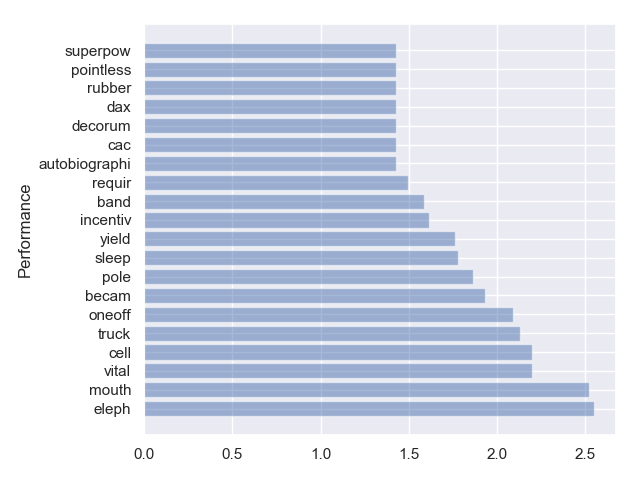 superpow
pointless
rubber
dax
decorum
cac
autobiographi
requir
band
incentiv
yield
sleep
pole
becam
oneoff
truck
cell
vital
mouth
eleph
Performance
0.0 0.5 1.0 1.5 2.0 2.5